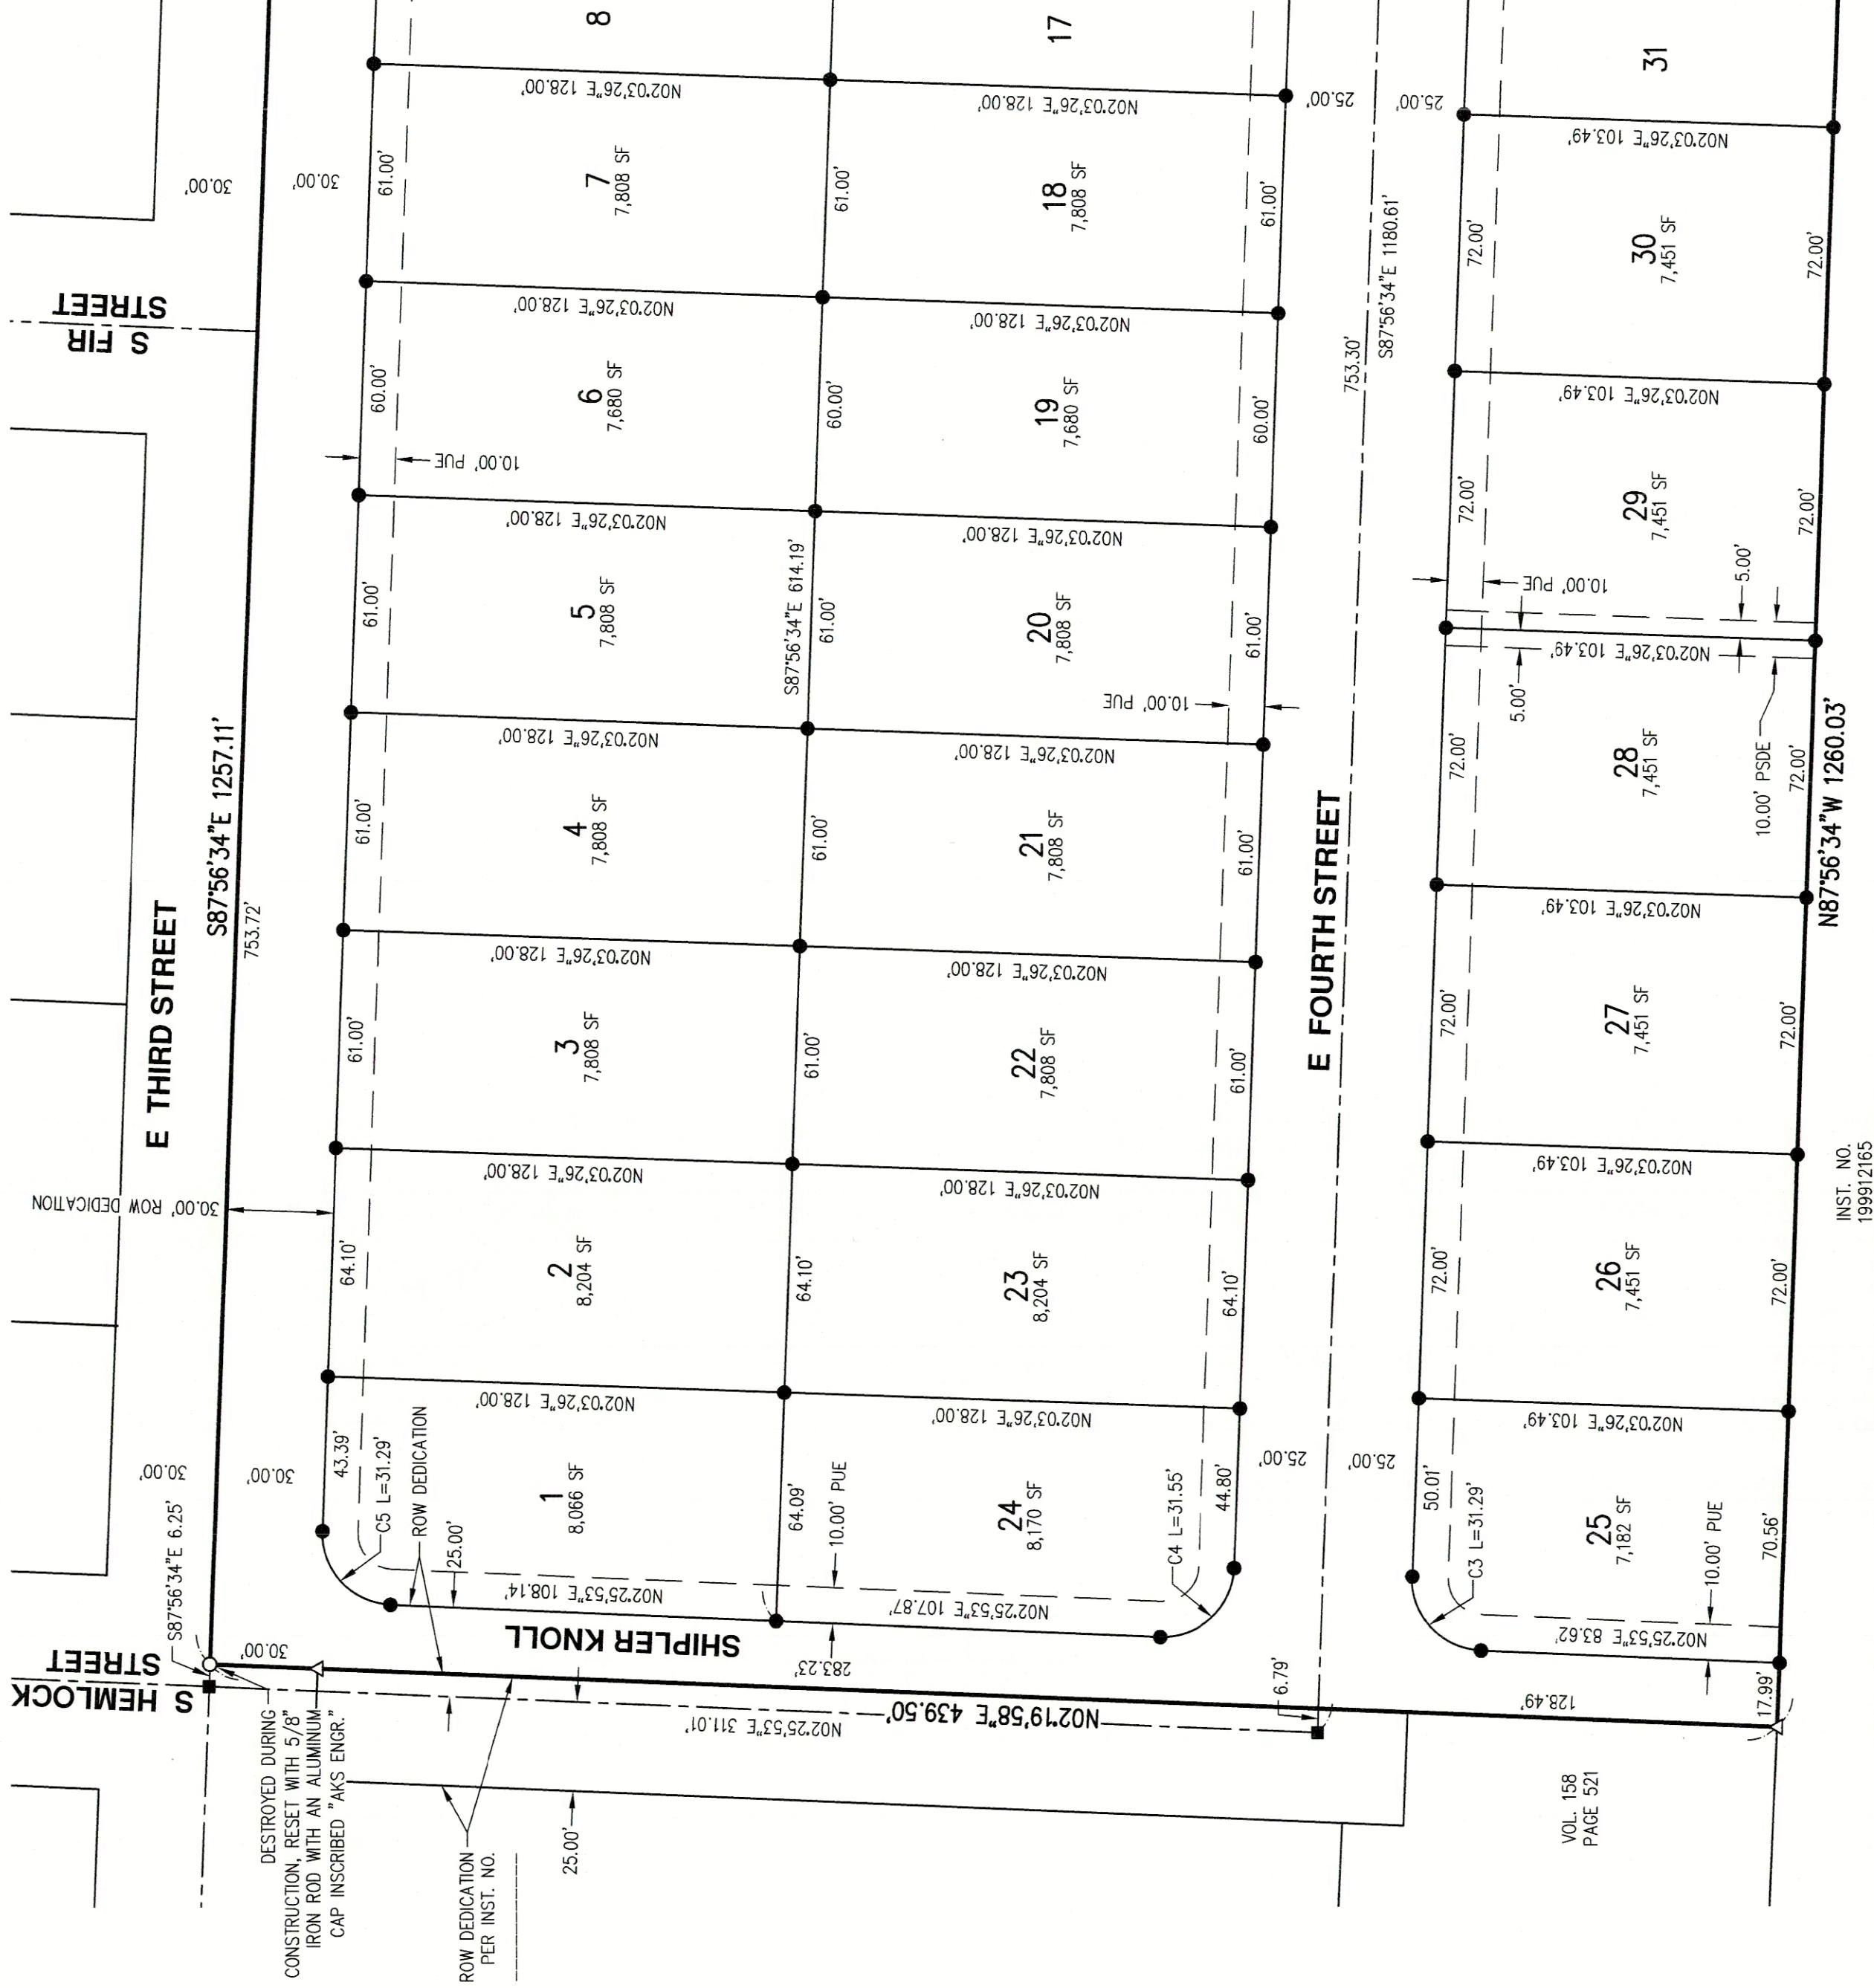 S FIR
STREET
30.00'
30.00'
E THIRD STREET
S87°56'34"E 1257.11'
753.72'
30.00' ROW DEDICATION
30.00'
30.00'
S87°56'34"E 6.25'
S HEMLOCK
STREET
30.00'
DESTROYED DURING
CONSTRUCTION, RESET WITH 5/8"
IRON ROD WITH AN ALUMINUM
CAP INSCRIBED "AKS ENGR."
ROW DEDICATION
PER INST. NO.
25.00'
N02°25'53"E 311.01'
N02°19'58"E 439.50'
SHIPLER KNOLL
283.23'
6.79'
128.49'
17.99'
VOL. 158
PAGE 521
ROW DEDICATION
25.00'
C5 L=31.29'
43.39'
1
8,066 SF
N02°25'53"E 108.14'
64.09'
N02°03'26"E 128.00'
64.10'
2
8,204 SF
64.10'
N02°03'26"E 128.00'
61.00'
3
7,808 SF
61.00'
N02°03'26"E 128.00'
61.00'
4
7,808 SF
61.00'
N02°03'26"E 128.00'
61.00'
5
7,808 SF
S87°56'34"E 614.19'
61.00'
N02°03'26"E 128.00'
10.00' PUE
60.00'
6
7,680 SF
60.00'
N02°03'26"E 128.00'
61.00'
7
7,808 SF
61.00'
N02°03'26"E 128.00'
8
17
N02°03'26"E 128.00'
18
7,808 SF
61.00'
N02°03'26"E 128.00'
19
7,680 SF
60.00'
N02°03'26"E 128.00'
20
7,808 SF
61.00'
10.00' PUE
N02°03'26"E 128.00'
21
7,808 SF
61.00'
N02°03'26"E 128.00'
22
7,808 SF
61.00'
N02°03'26"E 128.00'
23
8,204 SF
64.10'
N02°03'26"E 128.00'
24
8,170 SF
10.00' PUE
N02°25'53"E 107.87'
C4 L=31.55'
44.80'
25.00'
25.00'
E FOURTH STREET
753.30'
S87°56'34"E 1180.61'
25.00'
25.00'
50.01'
C3 L=31.29'
25
7,182 SF
10.00' PUE
N02°25'53"E 83.62'
70.56'
N02°03'26"E 103.49'
72.00'
26
7,451 SF
72.00'
N02°03'26"E 103.49'
72.00'
27
7,451 SF
72.00'
N02°03'26"E 103.49'
72.00'
28
7,451 SF
5.00'
10.00' PSDE
72.00'
N02°03'26"E 103.49'
10.00' PUE
5.00'
72.00'
29
7,451 SF
72.00'
N02°03'26"E 103.49'
72.00'
30
7,451 SF
72.00'
N02°03'26"E 103.49'
31
N87°56'34"W 1260.03'
INST. NO.
199912165